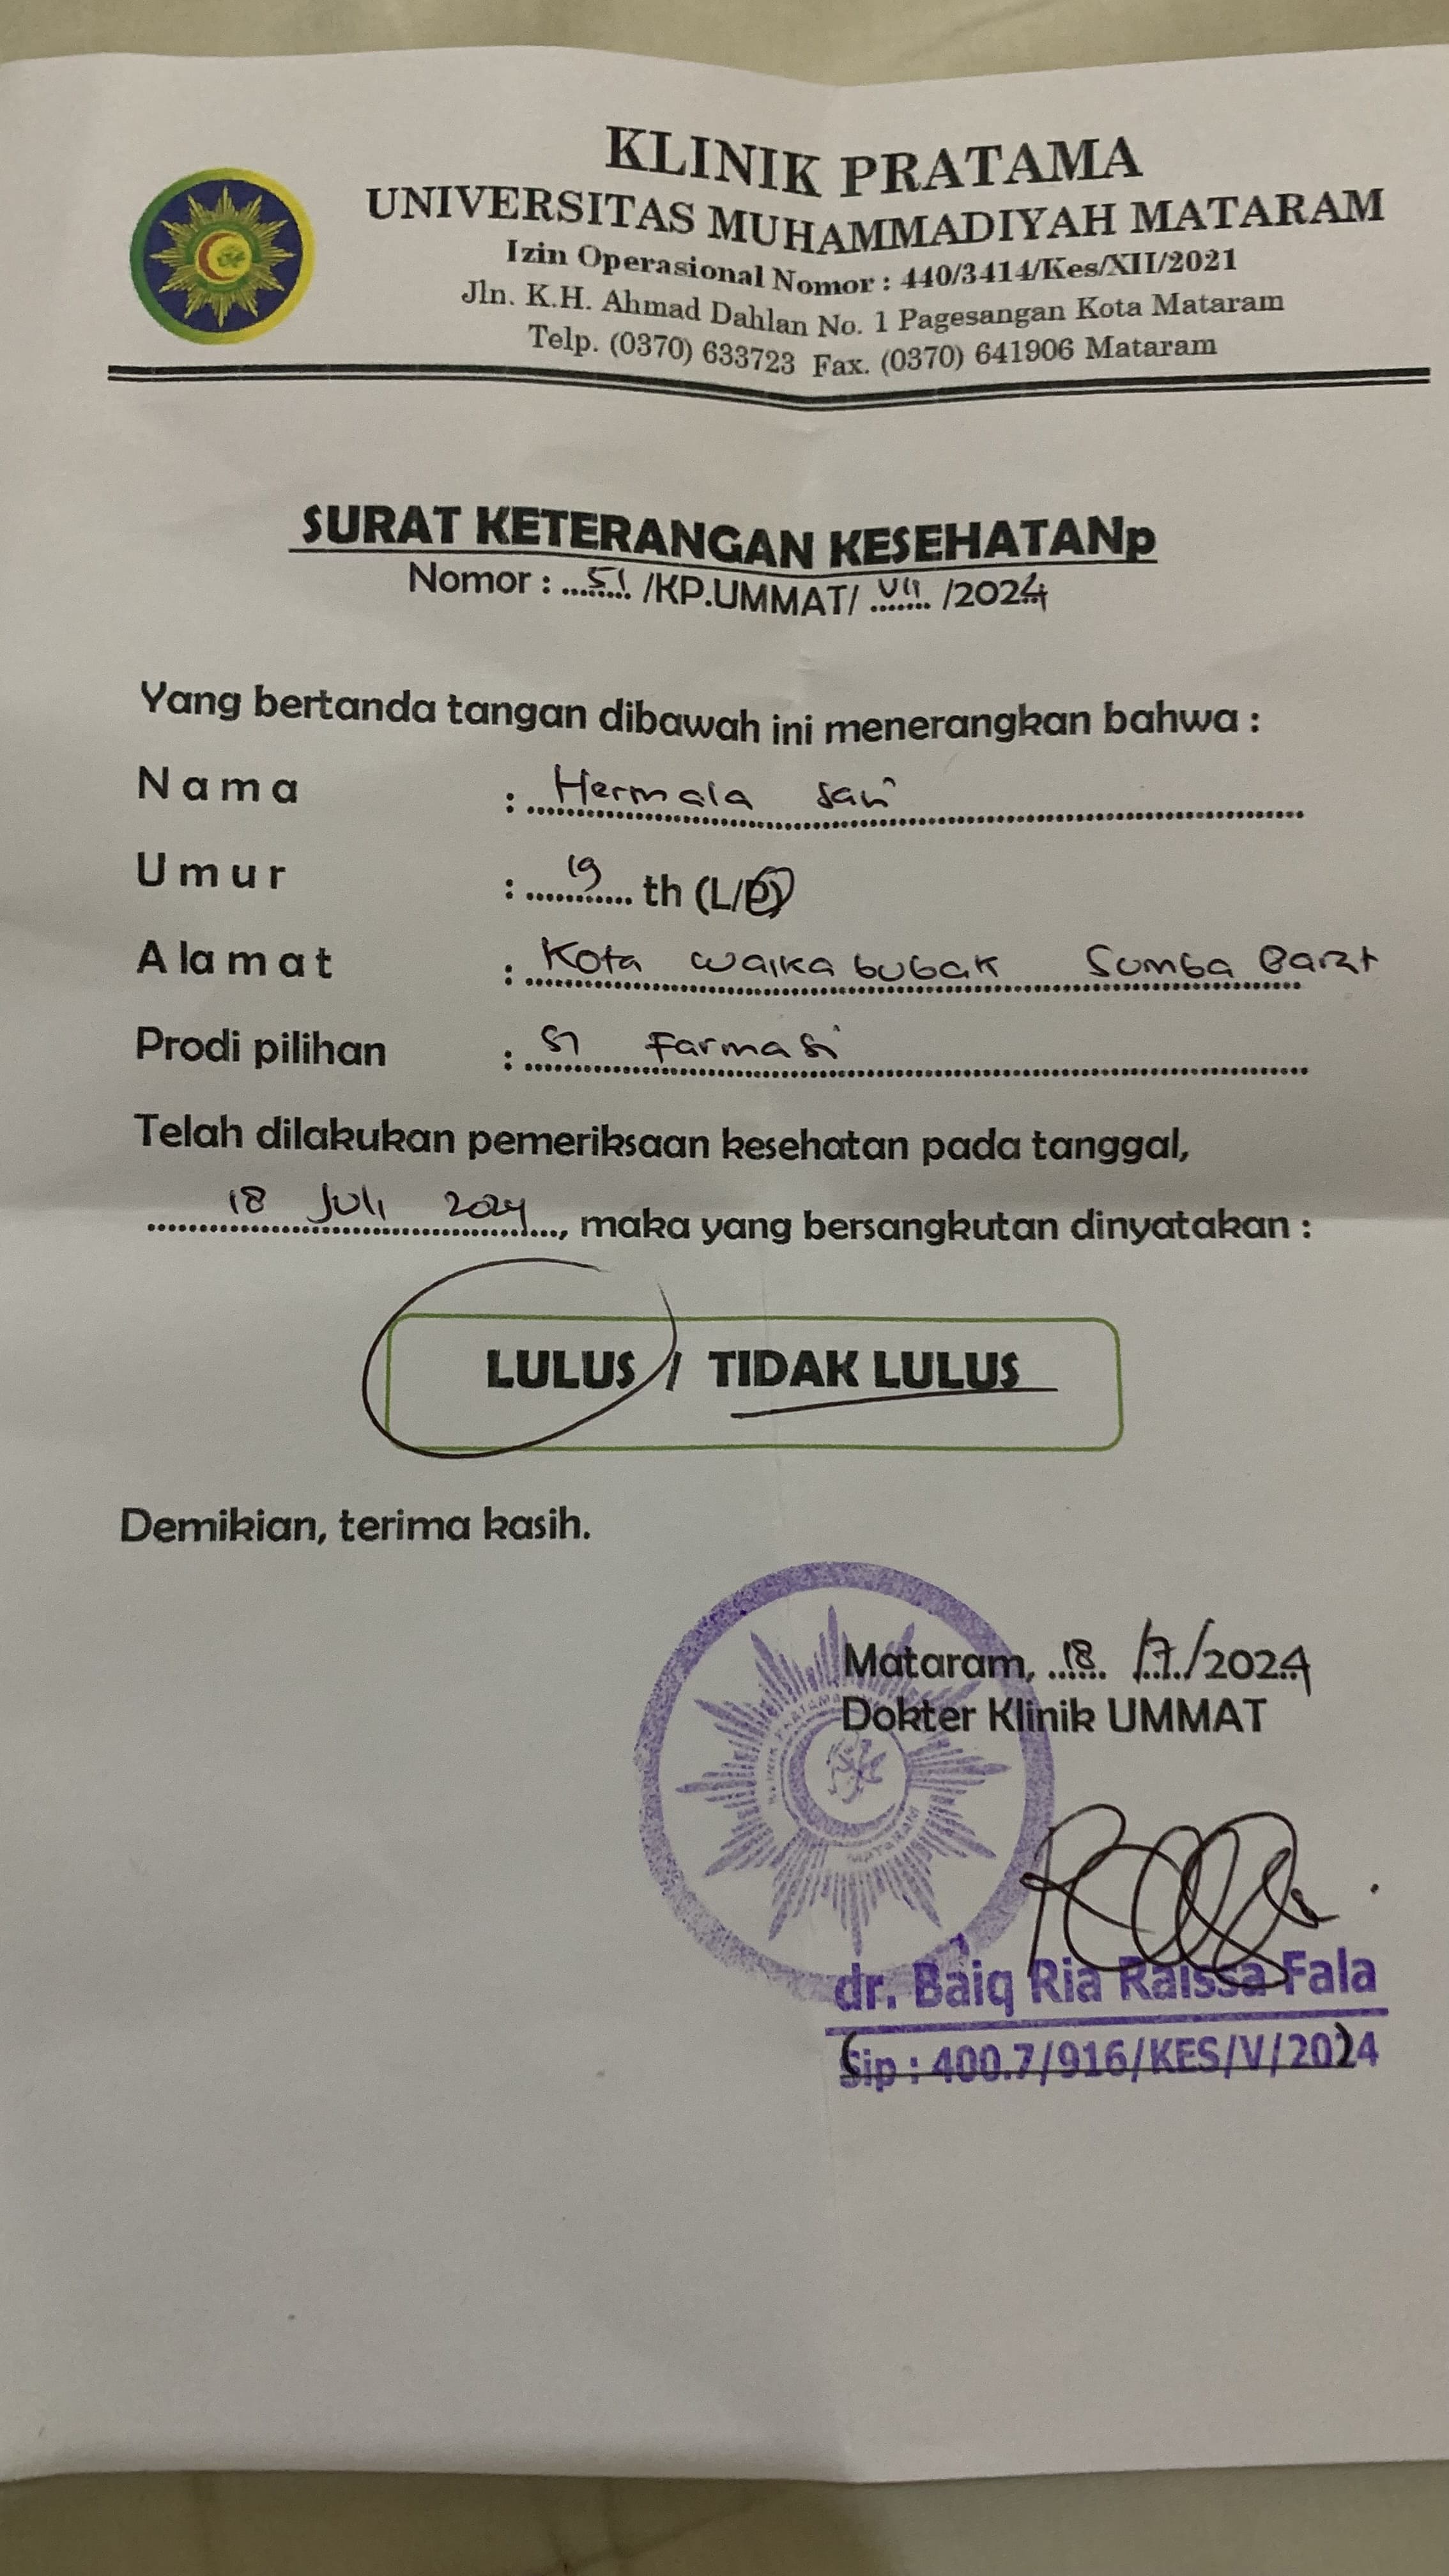 KLINIK PRATAMA
UNIVERSITAS MUHAMMADIYAH MATARAM
Izin Operasional Nomor : 440/3414/Kes/XII/2021
Jln. K.H. Ahmad Dahlan No. 1 Pagesangan Kota Mataram
Telp. (0370) 633723 Fax. (0370) 641906 Mataram
SURAT KETERANGAN KESEHATANp
Nomor : ...51... /KP.UMMAT/ ...VII... /2024
Yang bertanda tangan dibawah ini menerangkan bahwa :
Nama : Hermala Sari
Umur : 19 th (L/P)
Alamat : Kota Waikabubak Sumba Barat
Prodi pilihan : S1 Farmasi
Telah dilakukan pemeriksaan kesehatan pada tanggal,
18 Juli 2024, maka yang bersangkutan dinyatakan :
LULUS / TIDAK LULUS
Demikian, terima kasih.
Mataram, 18 /7/2024
Dokter Klinik UMMAT
KLINIK PRATAMA
MATARAM
dr. Baiq Ria Raissa Fala
Sip : 400.7/916/KES/V/2024